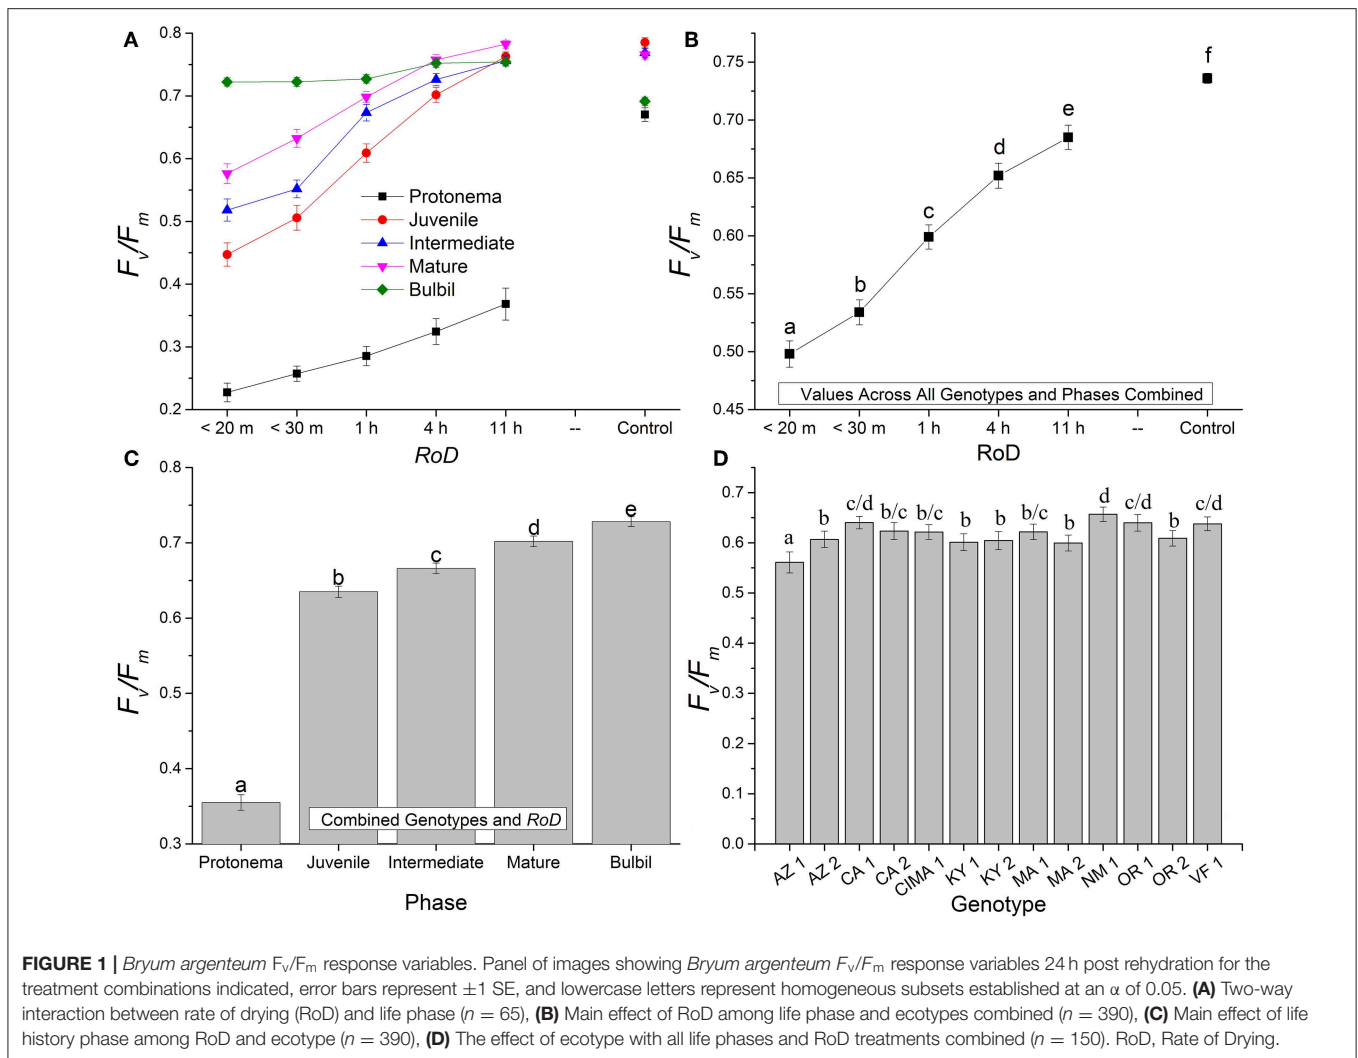 A
0.8
0.7
0.6
0.5
0.4
0.3
0.2
Fv/Fm
Protonema
Juvenile
Intermediate
Mature
Bulbil
< 20 m
< 30 m
1 h
4 h
11 h
--
Control
RoD
B
0.75
0.70
0.65
0.60
0.55
0.50
0.45
Fv/Fm
a
b
c
d
e
f
Values Across All Genotypes and Phases Combined
< 20 m
< 30 m
1 h
4 h
11 h
--
Control
RoD
C
0.8
0.7
0.6
0.5
0.4
0.3
Fv/Fm
a
b
c
d
e
Combined Genotypes and RoD
Protonema
Juvenile
Intermediate
Mature
Bulbil
Phase
D
0.7
0.6
0.5
0.4
0.3
0.2
0.1
0.0
Fv/Fm
a
b
c/d
b/c
b/c
b
b
b/c
b
d
c/d
b
c/d
AZ 1
AZ 2
CA 1
CA 2
CIMA 1
KY 1
KY 2
MA 1
MA 2
NM 1
OR 1
OR 2
VF 1
Genotype
FIGURE 1 | Bryum argenteum Fv/Fm response variables. Panel of images showing Bryum argenteum Fv/Fm response variables 24 h post rehydration for the
treatment combinations indicated, error bars represent ±1 SE, and lowercase letters represent homogeneous subsets established at an α of 0.05. (A) Two-way
interaction between rate of drying (RoD) and life phase (n = 65), (B) Main effect of RoD among life phase and ecotypes combined (n = 390), (C) Main effect of life
history phase among RoD and ecotype (n = 390), (D) The effect of ecotype with all life phases and RoD treatments combined (n = 150). RoD, Rate of Drying.